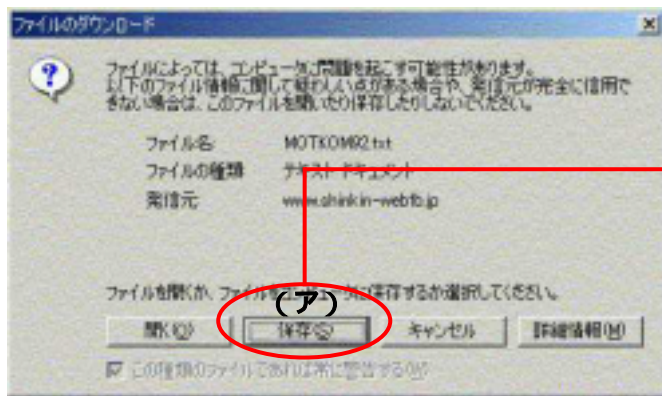 ファイルのダウンロード
ファイルによっては、コンピュータに問題を起こす可能性があります。
以下のファイル情報に関して疑わしい点がある場合や、発信元が完全に信用で
きない場合は、このファイルを開いたり保存したりしないでください。
ファイル名 MOTKOM92.txt
ファイルの種類 テキスト ドキュメント
発信元 www.shinkin-webfb.jp
ファイルを開くか、ファイルをコンピュータに保存するか選択してください。
(ア)
開く(O) 保存(S) キャンセル 詳細情報(M)
この種類のファイルであれば常に警告する(W)